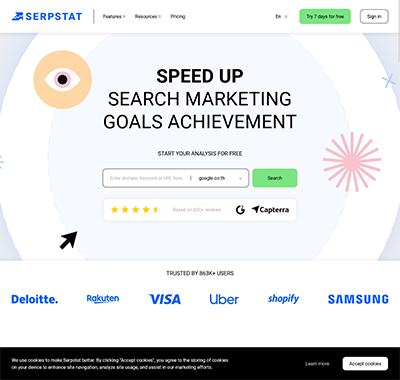 SERPSTAT
Features
Resources
Pricing
En
Try 7 days for free
Sign in
SPEED UP
SEARCH MARKETING
GOALS ACHIEVEMENT
START YOUR ANALYSIS FOR FREE
Enter domain, keyword or URL here
google.co.th
Search
Based on 600+ reviews
Capterra
TRUSTED BY 863K+ USERS
Deloitte.
Rakuten
VISA
Uber
shopify
SAMSUNG
We use cookies to make Serpstat better. By clicking "Accept cookies", you agree to the storing of cookies
on your device to enhance site navigation, analyze site usage, and assist in our marketing efforts.
Learn more
Accept cookies